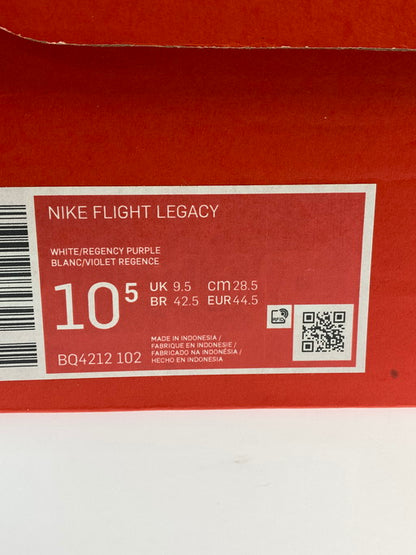 NIKE FLIGHT LEGACY
WHITE/REGENCY PURPLE
BLANC/VIOLET REGENCE
10⁵ UK 9.5 CM 28.5
BR 42.5 EUR 44.5
MADE IN INDONESIA /
FABRIQUE EN INDONESIE /
FABRICADO NA INDONÉSIA /
HECHO EN INDONESIA
BQ4212 102